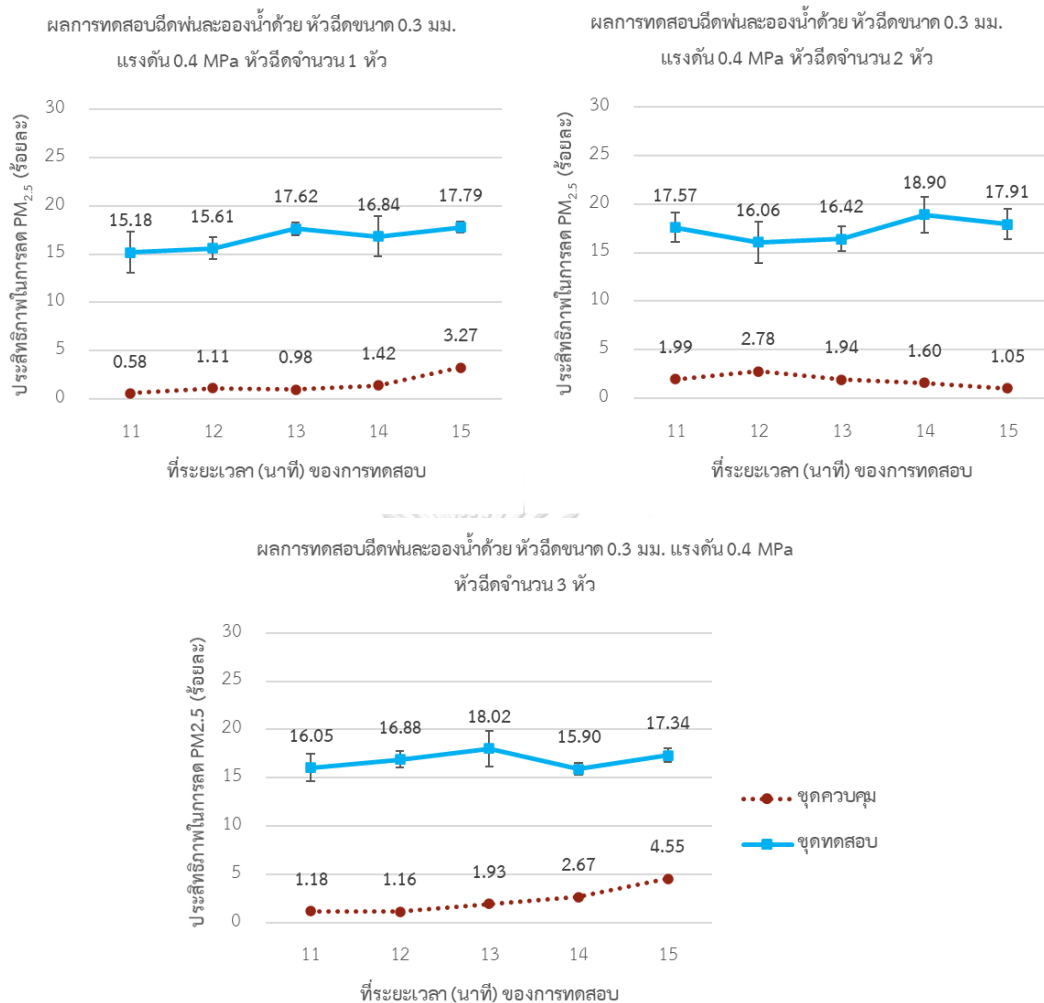 ผลการทดสอบฉีดพ่นละอองน้ำด้วย หัวฉีดขนาด 0.3 มม.
แรงดัน 0.4 MPa หัวฉีดจำนวน 1 หัว
ประสิทธิภาพในการลด PM2.5 (ร้อยละ)
30
25
20
15
10
5
0
15.18 15.61 17.62 16.84 17.79
0.58 1.11 0.98 1.42 3.27
11 12 13 14 15
ที่ระยะเวลา (นาที) ของการทดสอบ
ผลการทดสอบฉีดพ่นละอองน้ำด้วย หัวฉีดขนาด 0.3 มม.
แรงดัน 0.4 MPa หัวฉีดจำนวน 2 หัว
ประสิทธิภาพในการลด PM2.5 (ร้อยละ)
30
25
20
15
10
5
0
17.57 16.06 16.42 18.90 17.91
1.99 2.78 1.94 1.60 1.05
11 12 13 14 15
ที่ระยะเวลา (นาที) ของการทดสอบ
ผลการทดสอบฉีดพ่นละอองน้ำด้วย หัวฉีดขนาด 0.3 มม. แรงดัน 0.4 MPa
หัวฉีดจำนวน 3 หัว
ประสิทธิภาพในการลด PM2.5 (ร้อยละ)
30
25
20
15
10
5
0
16.05 16.88 18.02 15.90 17.34
1.18 1.16 1.93 2.67 4.55
11 12 13 14 15
ที่ระยะเวลา (นาที) ของการทดสอบ
ชุดควบคุม
ชุดทดสอบ